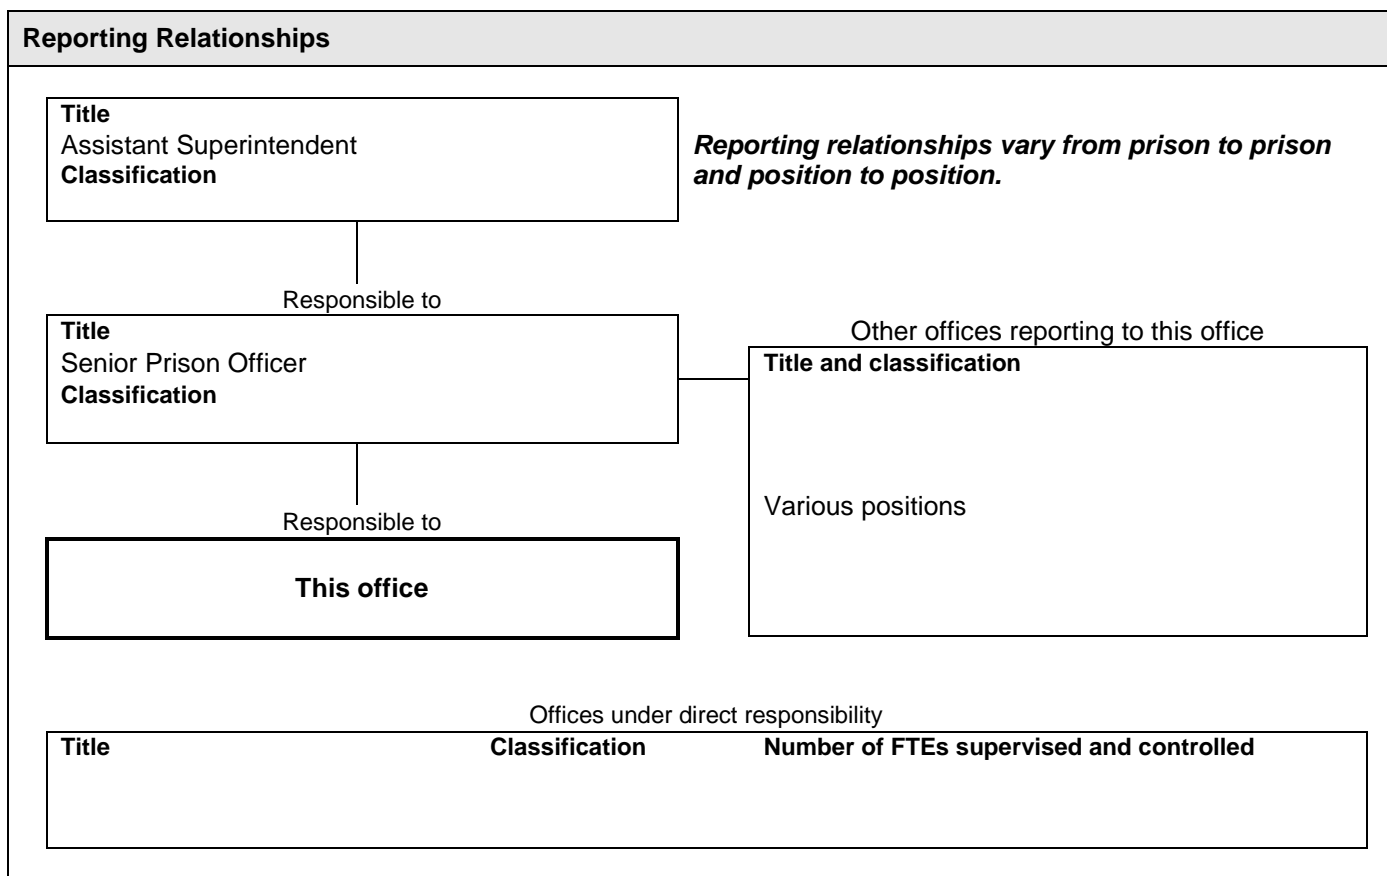 Reporting Relationships
Title
Assistant Superintendent
Classification
Reporting relationships vary from prison to prison
and position to position.
Responsible to
Title
Senior Prison Officer
Classification
Other offices reporting to this office
Title and classification
Various positions
Responsible to
This office
Offices under direct responsibility
Title Classification Number of FTEs supervised and controlled